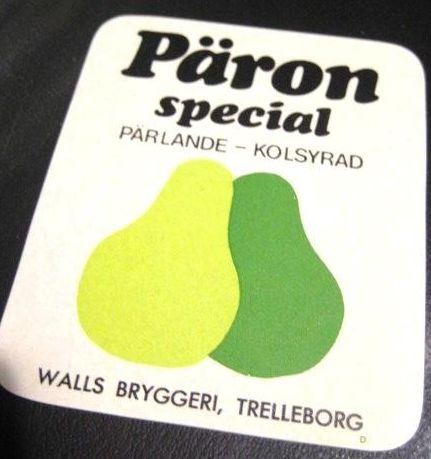 Päron
special
PÄRLANDE – KOLSYRAD
WALLS BRYGGERI, TRELLEBORG
D